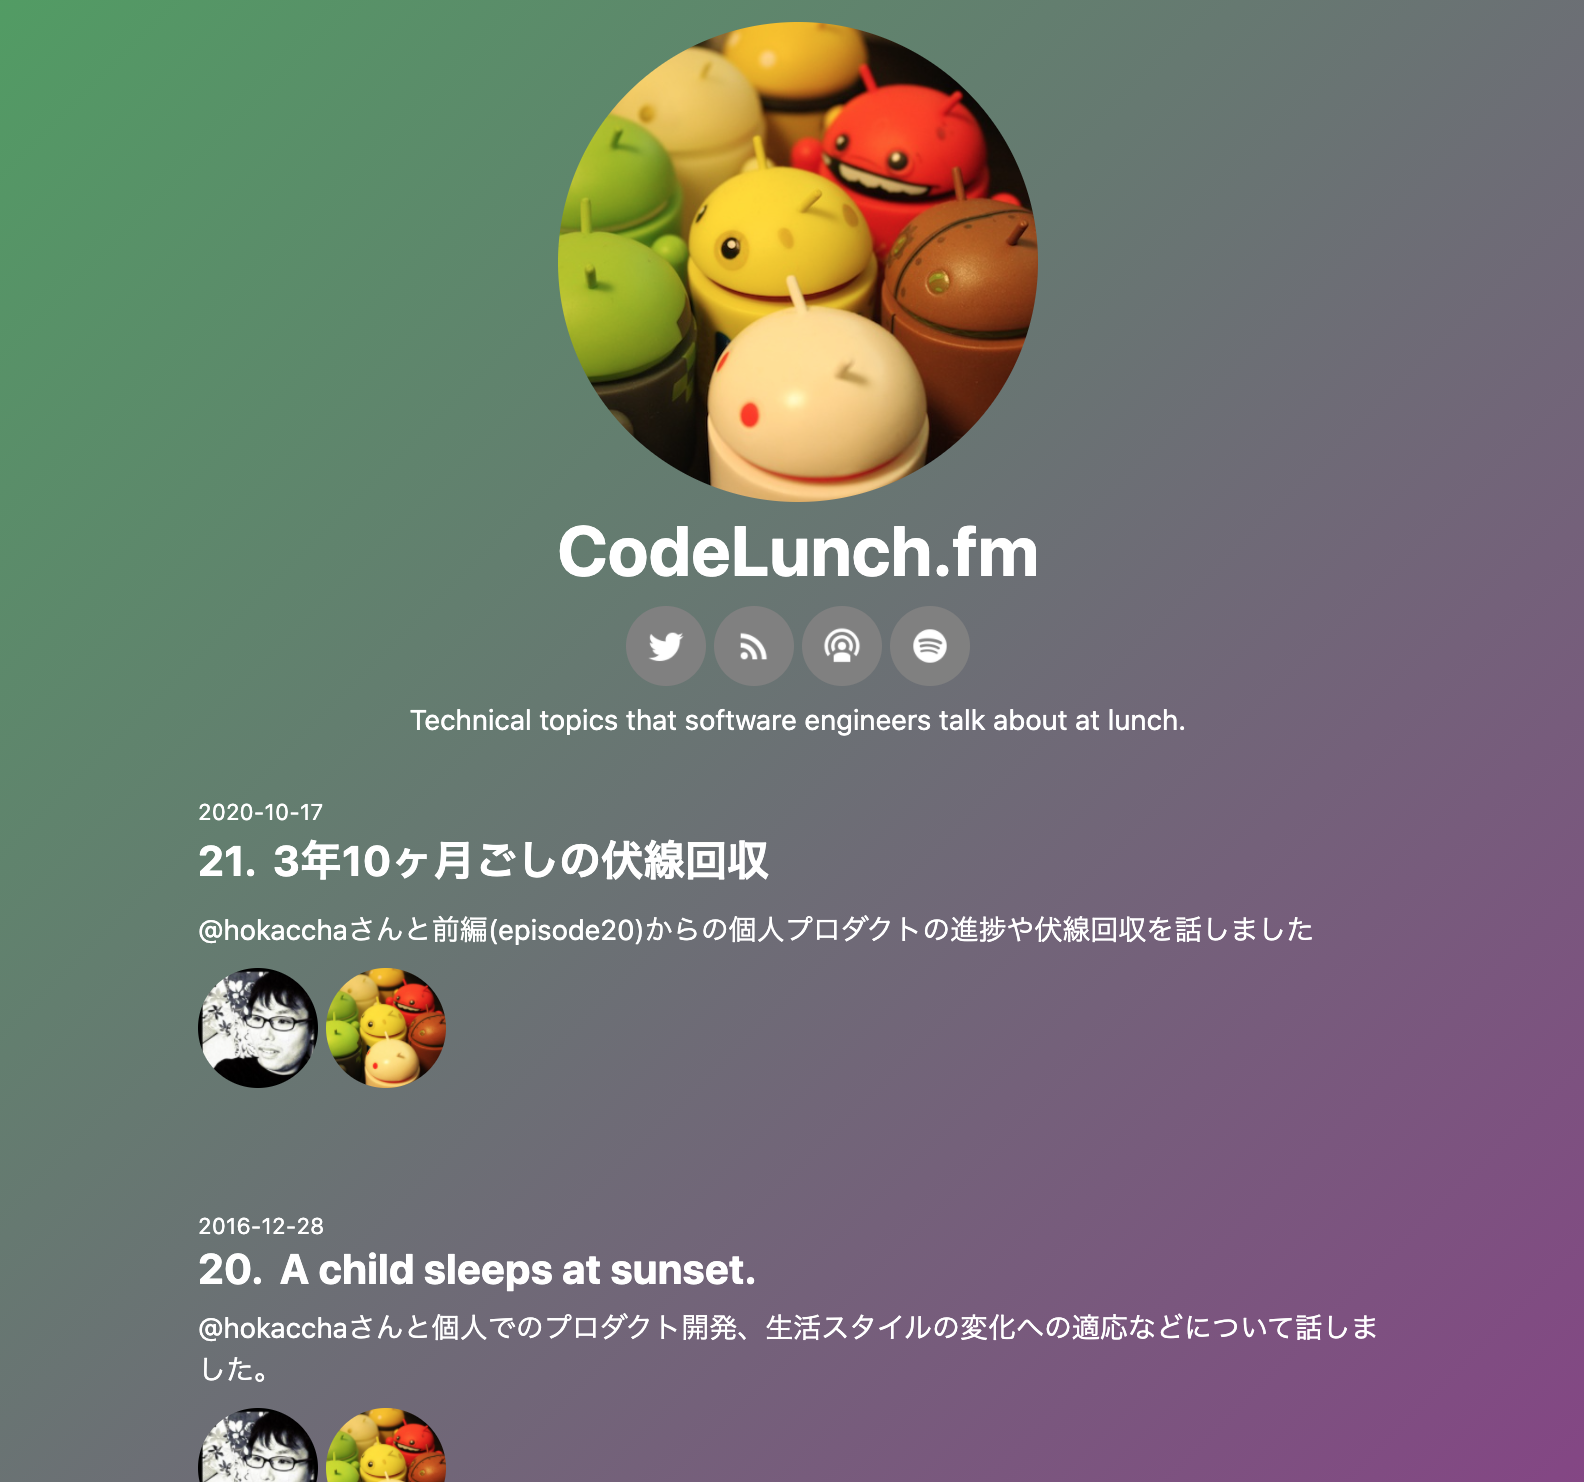 CodeLunch.fm
Technical topics that software engineers talk about at lunch.
2020-10-17
21. 3年10ヶ月ごしの伏線回収
@hokacchaさんと前編(episode20)からの個人プロダクトの進捗や伏線回収を話しました
2016-12-28
20. A child sleeps at sunset.
@hokacchaさんと個人でのプロダクト開発、生活スタイルの変化への適応などについて話しま
した。